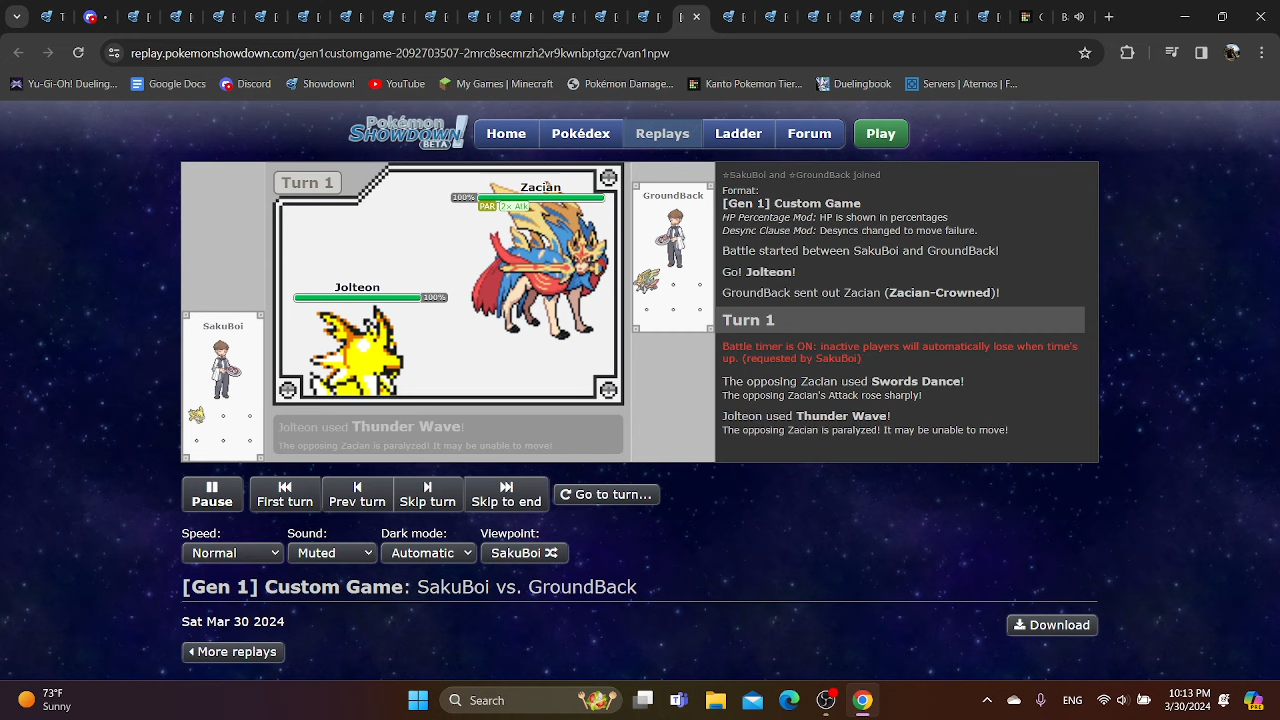 replay.pokemonshowdown.com/gen1customgame-2092703507-2mrc8secmrzh2vr9kwnbptgzc7van1npw
Yu-Gi-Oh! Dueling...
Google Docs
Discord
Showdown!
YouTube
My Games | Minecraft
Pokémon Damage...
Kanto Pokemon Tier...
Duelingbook
Servers | Aternos | F...
Pokémon SHOWDOWN! BETA
Home
Pokédex
Replays
Ladder
Forum
Play
Turn 1
Zacian
100%
PAR 2× Atk
Jolteon
100%
SakuBoi
GroundBack
Jolteon used Thunder Wave!
The opposing Zacian is paralyzed! It may be unable to move!
☆SakuBoi and ☆GroundBack joined
Format:
[Gen 1] Custom Game
HP Percentage Mod: HP is shown in percentages
Desync Clause Mod: Desyncs changed to move failure.
Battle started between SakuBoi and GroundBack!
Go! Jolteon!
GroundBack sent out Zacian (Zacian-Crowned)!
Turn 1
Battle timer is ON: inactive players will automatically lose when time's
up. (requested by SakuBoi)
The opposing Zacian used Swords Dance!
The opposing Zacian's Attack rose sharply!
Jolteon used Thunder Wave!
The opposing Zacian is paralyzed! It may be unable to move!
Pause
First turn
Prev turn
Skip turn
Skip to end
Go to turn...
Speed:
Sound:
Dark mode:
Viewpoint:
Normal
Muted
Automatic
SakuBoi
[Gen 1] Custom Game: SakuBoi vs. GroundBack
Sat Mar 30 2024
Download
More replays
73°F
Sunny
Search
ENG
10:13 PM
3/30/2024
PRE